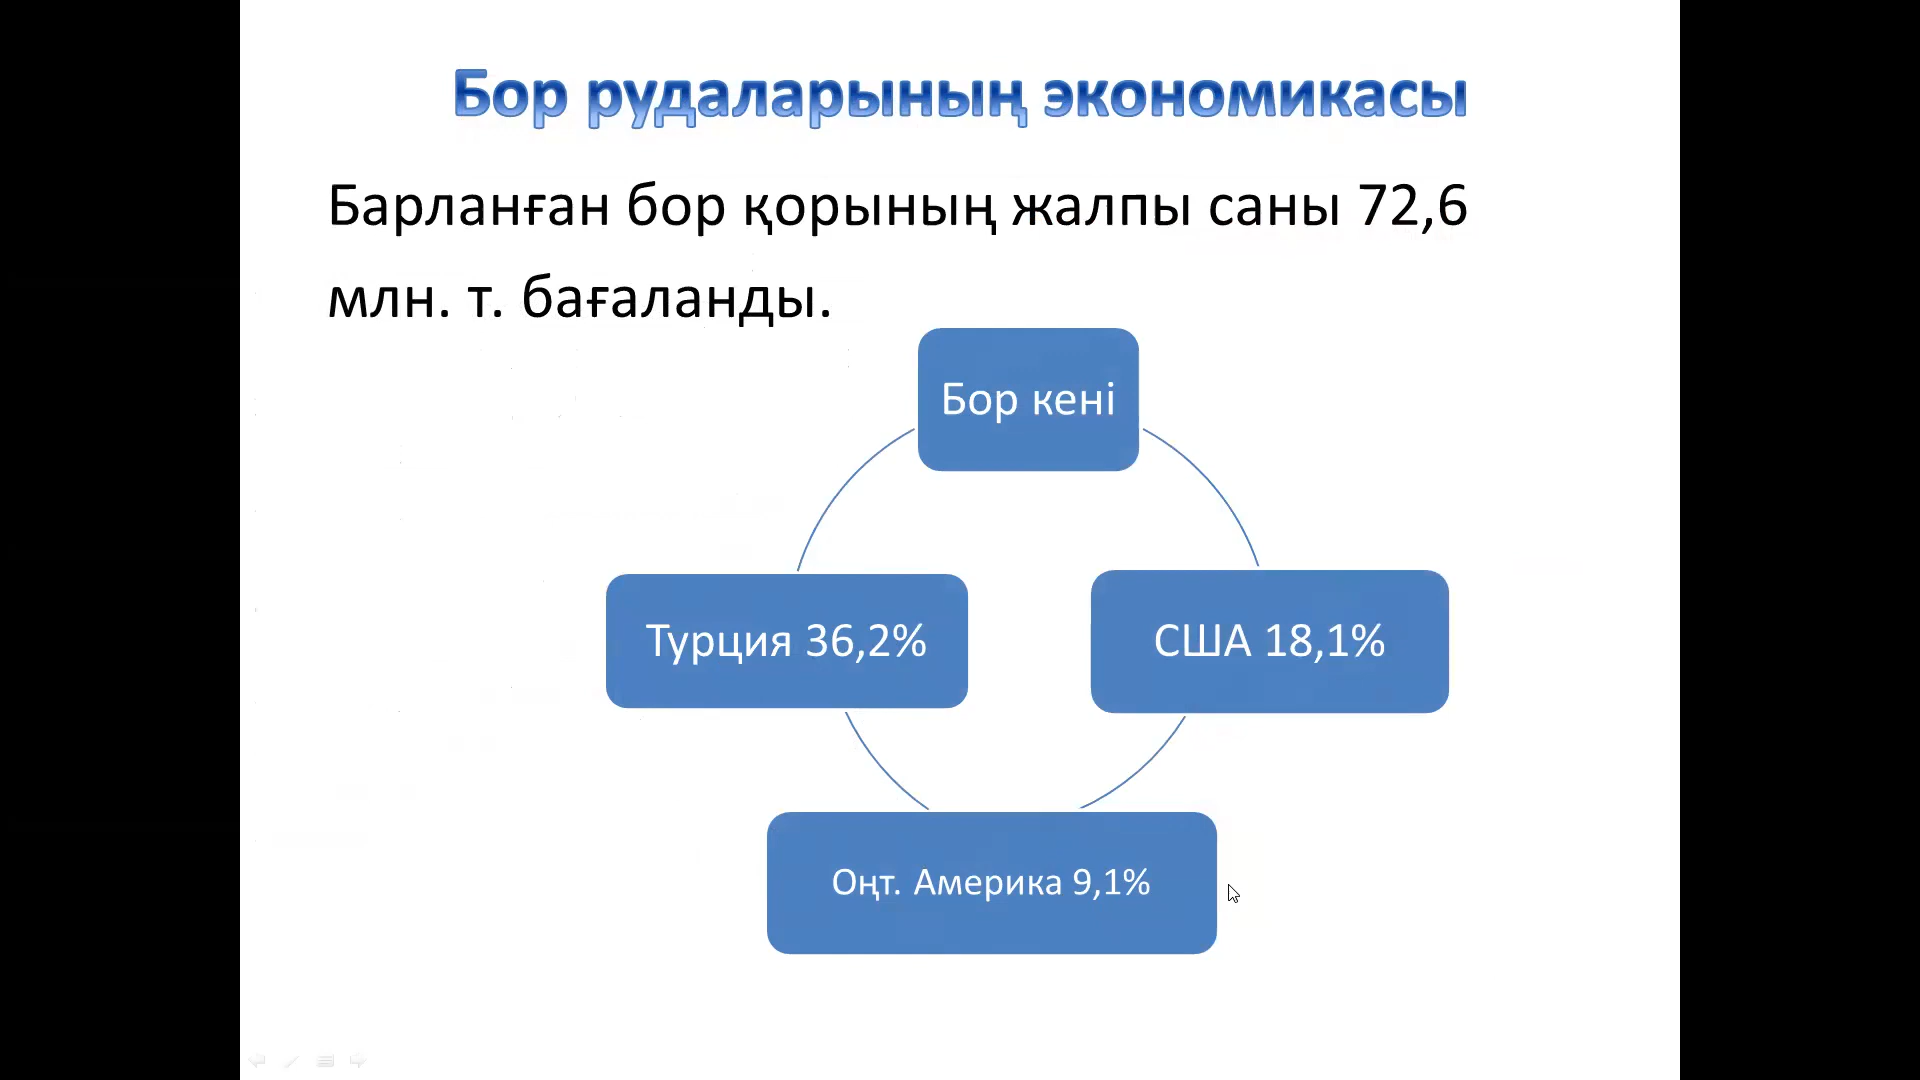 Бор рудаларының экономикасы
Барланған бор қорының жалпы саны 72,6
млн. т. бағаланды.
Бор кені
Турция 36,2%
США 18,1%
Оңт. Америка 9,1%